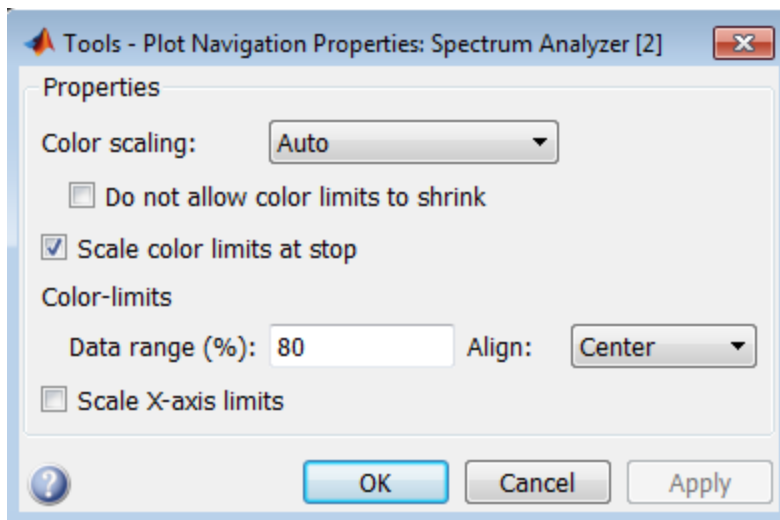 Tools - Plot Navigation Properties: Spectrum Analyzer [2]
Properties
Color scaling: Auto
Do not allow color limits to shrink
Scale color limits at stop
Color-limits
Data range (%): 80 Align: Center
Scale X-axis limits
? OK Cancel Apply